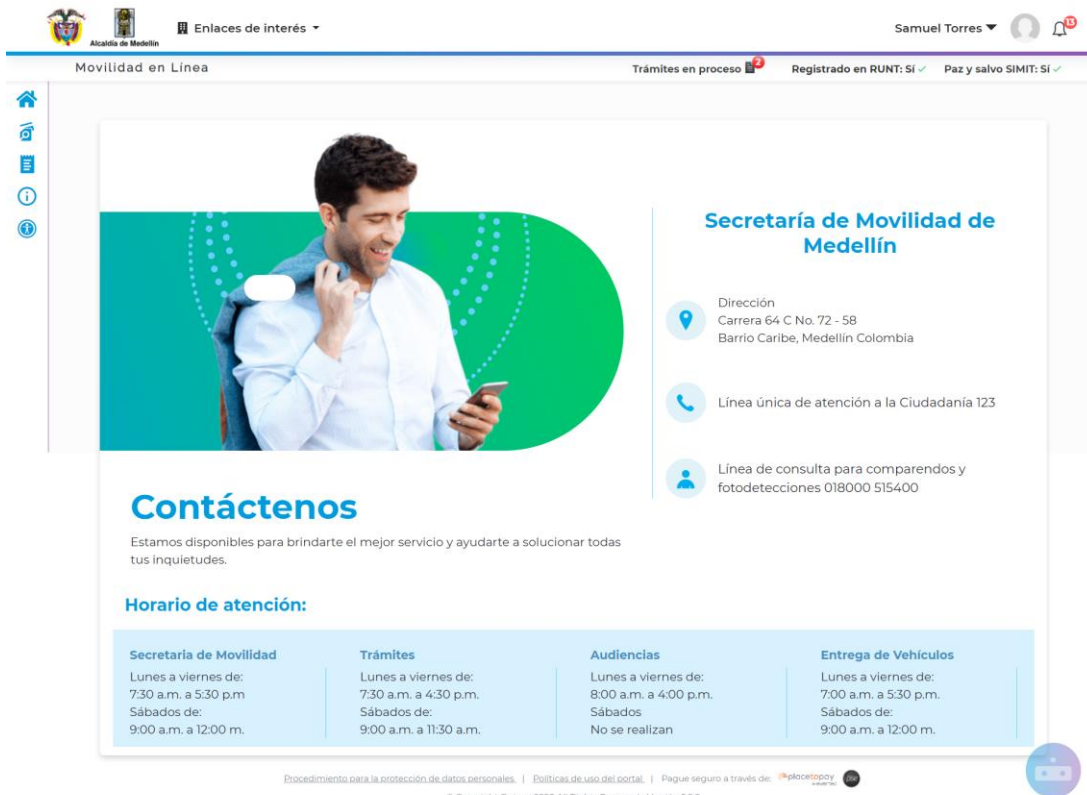 Alcaldía de Medellín
Enlaces de interés
Samuel Torres
13
Movilidad en Línea
Trámites en proceso 2
Registrado en RUNT: Sí ✓
Paz y salvo SIMIT: Sí ✓
Secretaría de Movilidad de
Medellín
Dirección
Carrera 64 C No. 72 - 58
Barrio Caribe, Medellín Colombia
Línea única de atención a la Ciudadanía 123
Línea de consulta para comparendos y
fotodetecciones 018000 515400
Contáctenos
Estamos disponibles para brindarte el mejor servicio y ayudarte a solucionar todas
tus inquietudes.
Horario de atención:
Secretaria de Movilidad
Lunes a viernes de:
7:30 a.m. a 5:30 p.m
Sábados de:
9:00 a.m. a 12:00 m.
Trámites
Lunes a viernes de:
7:30 a.m. a 4:30 p.m.
Sábados de:
9:00 a.m. a 11:30 a.m.
Audiencias
Lunes a viernes de:
8:00 a.m. a 4:00 p.m.
Sábados
No se realizan
Entrega de Vehículos
Lunes a viernes de:
7:00 a.m. a 5:30 p.m.
Sábados de:
9:00 a.m. a 12:00 m.
Procedimiento para la protección de datos personales. | Políticas de uso del portal. | Pague seguro a través de: placetopay pse